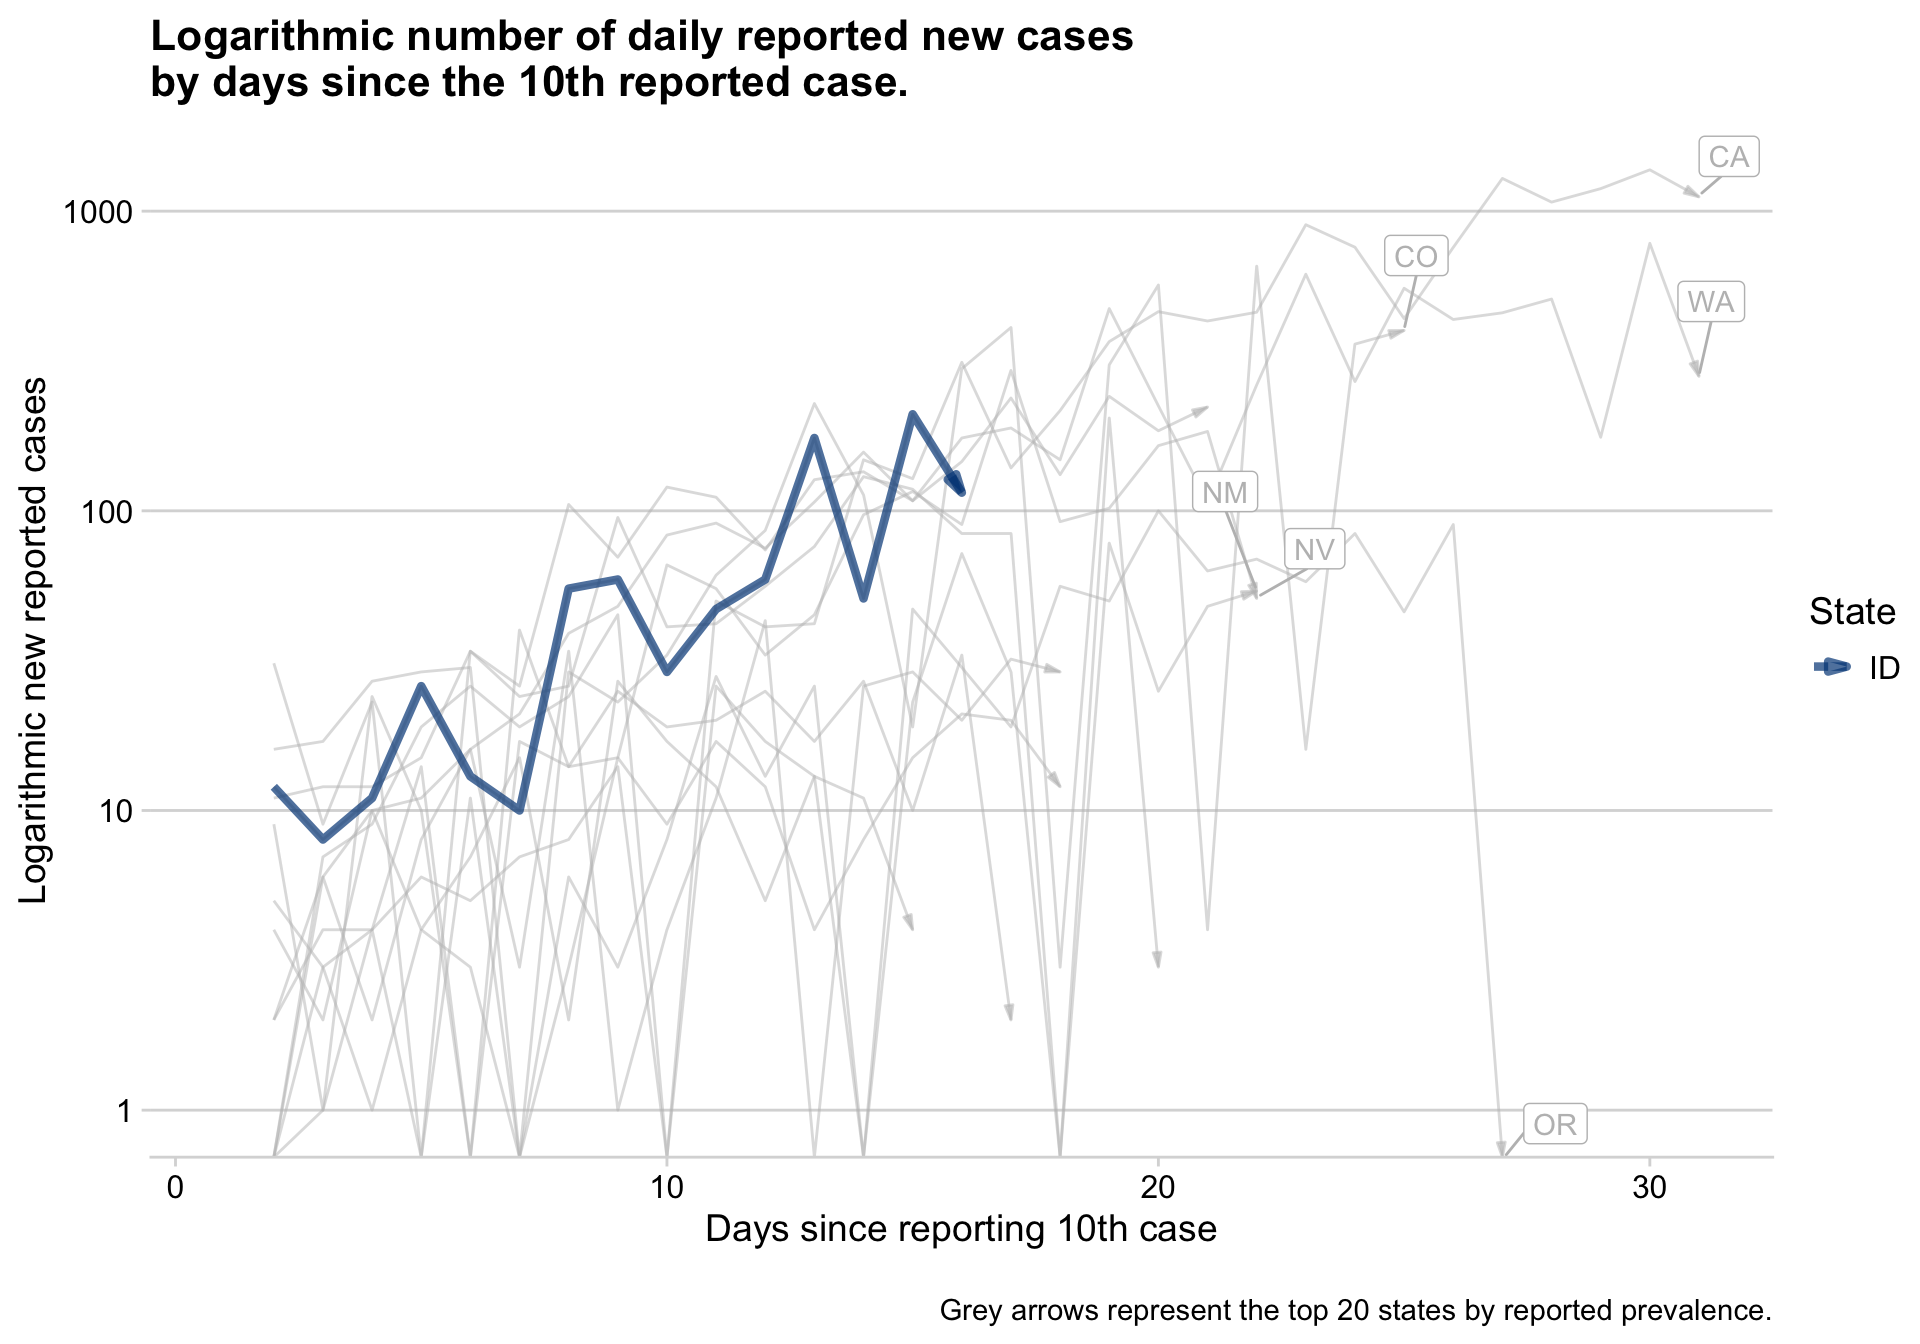 Logarithmic number of daily reported new cases
by days since the 10th reported case.
Logarithmic new reported cases
1000
100
10
1
CA
CO
WA
NM
NV
OR
State
ID
0
10
20
30
Days since reporting 10th case
Grey arrows represent the top 20 states by reported prevalence.